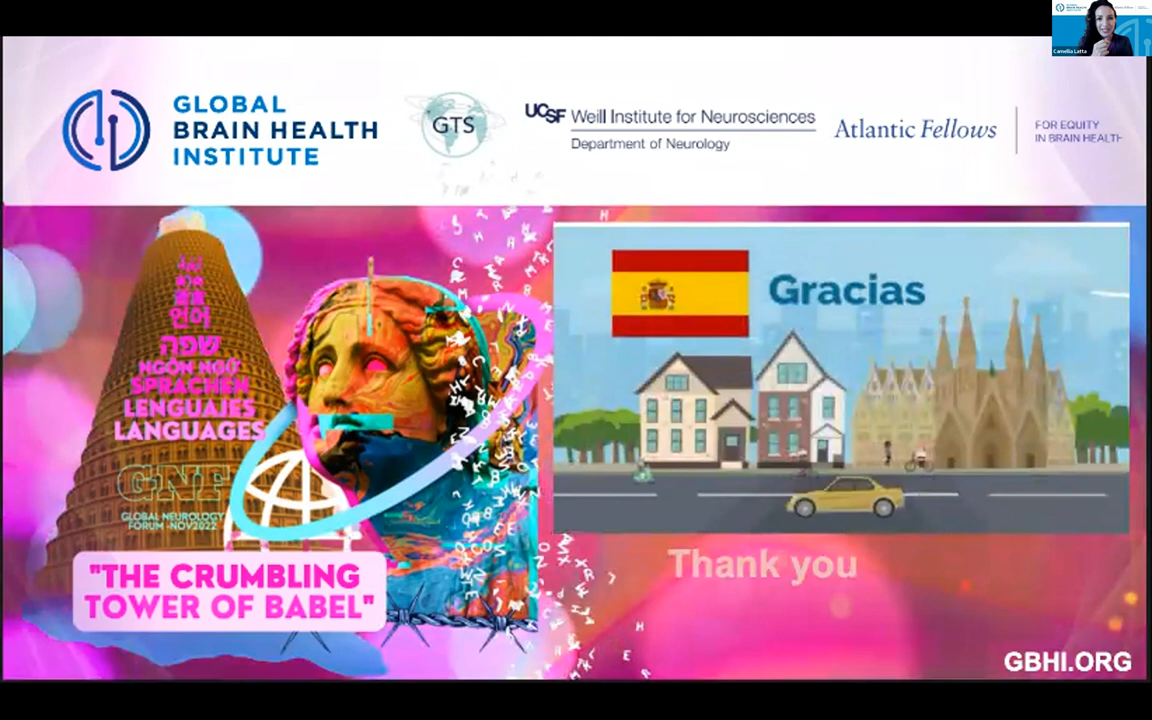 Camellia Latta
GLOBAL
BRAIN HEALTH
INSTITUTE
GTS
UCSF Weill Institute for Neurosciences
Department of Neurology
Atlantic Fellows
FOR EQUITY
IN BRAIN HEALTH
언어
שפה
NGÔN NGỮ
SPRACHEN
LENGUAJES
LANGUAGES
GNF
GLOBAL NEUROLOGY
FORUM -NOV2022
"THE CRUMBLING
TOWER OF BABEL"
Gracias
Thank you
GBHI.ORG